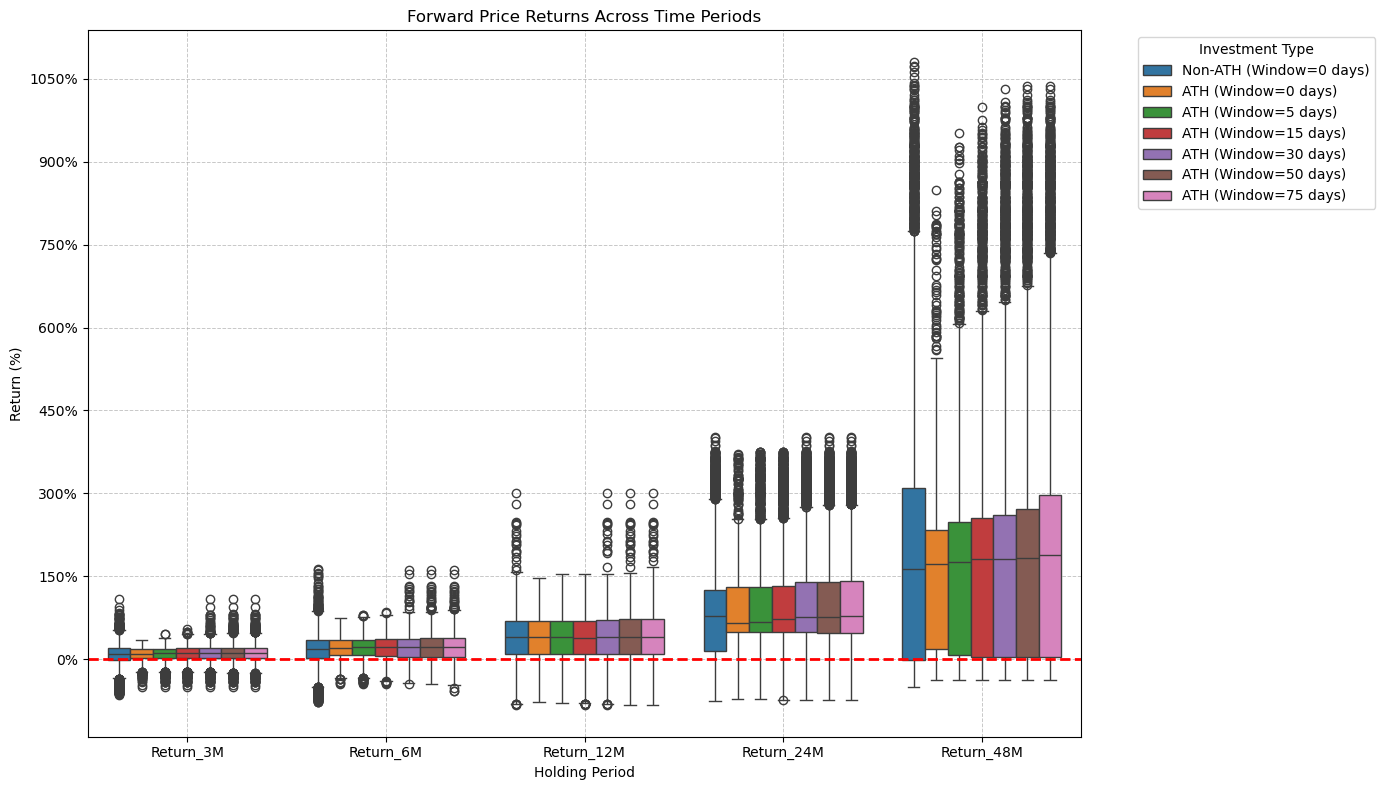 Forward Price Returns Across Time Periods
Investment Type
Non-ATH (Window=0 days)
ATH (Window=0 days)
ATH (Window=5 days)
ATH (Window=15 days)
ATH (Window=30 days)
ATH (Window=50 days)
ATH (Window=75 days)
Return (%)
1050%
900%
750%
600%
450%
300%
150%
0%
Return_3M Return_6M Return_12M Return_24M Return_48M
Holding Period